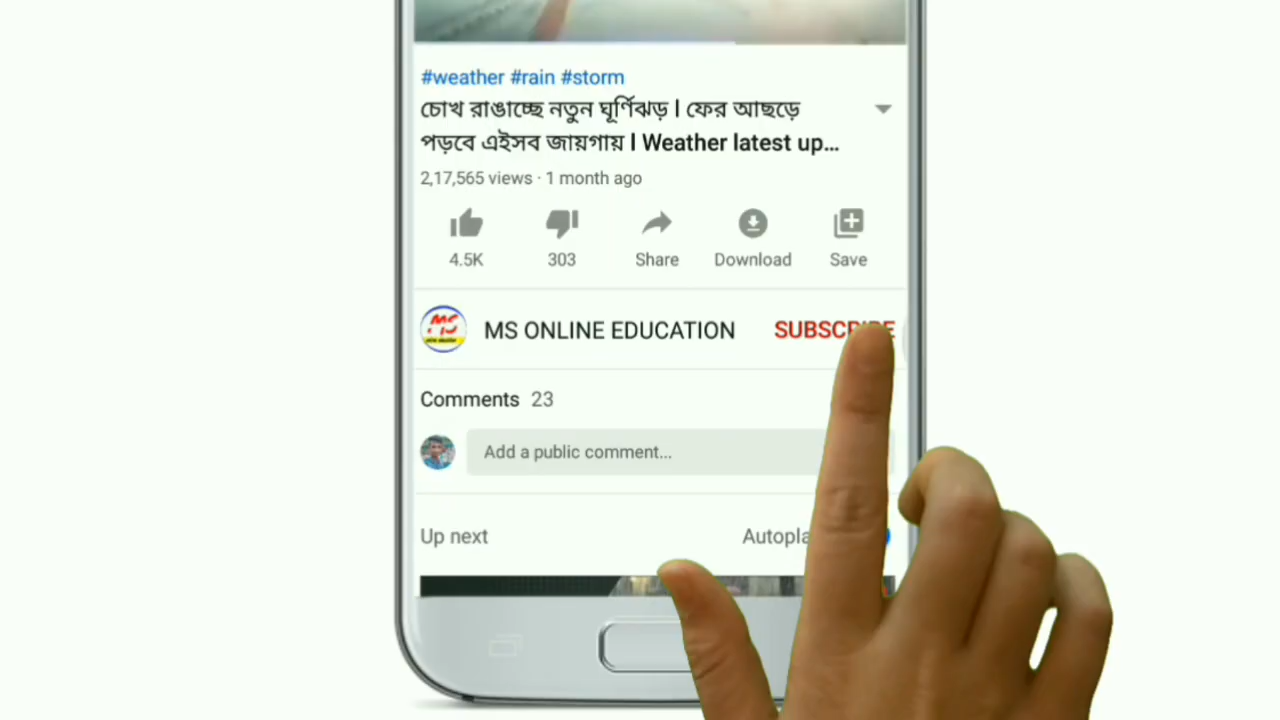 #weather #rain #storm
চোখ রাঙাচ্ছে নতুন ঘূর্ণিঝড় l ফের আছড়ে
পড়বে এইসব জায়গায় l Weather latest up...
2,17,565 views · 1 month ago
4.5K 303 Share Download Save
MS MS ONLINE EDUCATION SUBSCRIBE
Comments 23
Add a public comment...
Up next